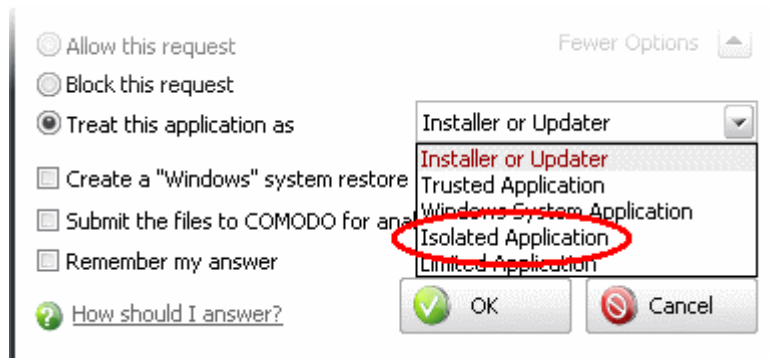 Allow this request
Fewer Options
Block this request
Treat this application as
Installer or Updater
Installer or Updater
Create a "Windows" system restore
Trusted Application
Windows System Application
Submit the files to COMODO for
Isolated Application
Remember my answer
Limited Application
How should I answer?
OK
Cancel